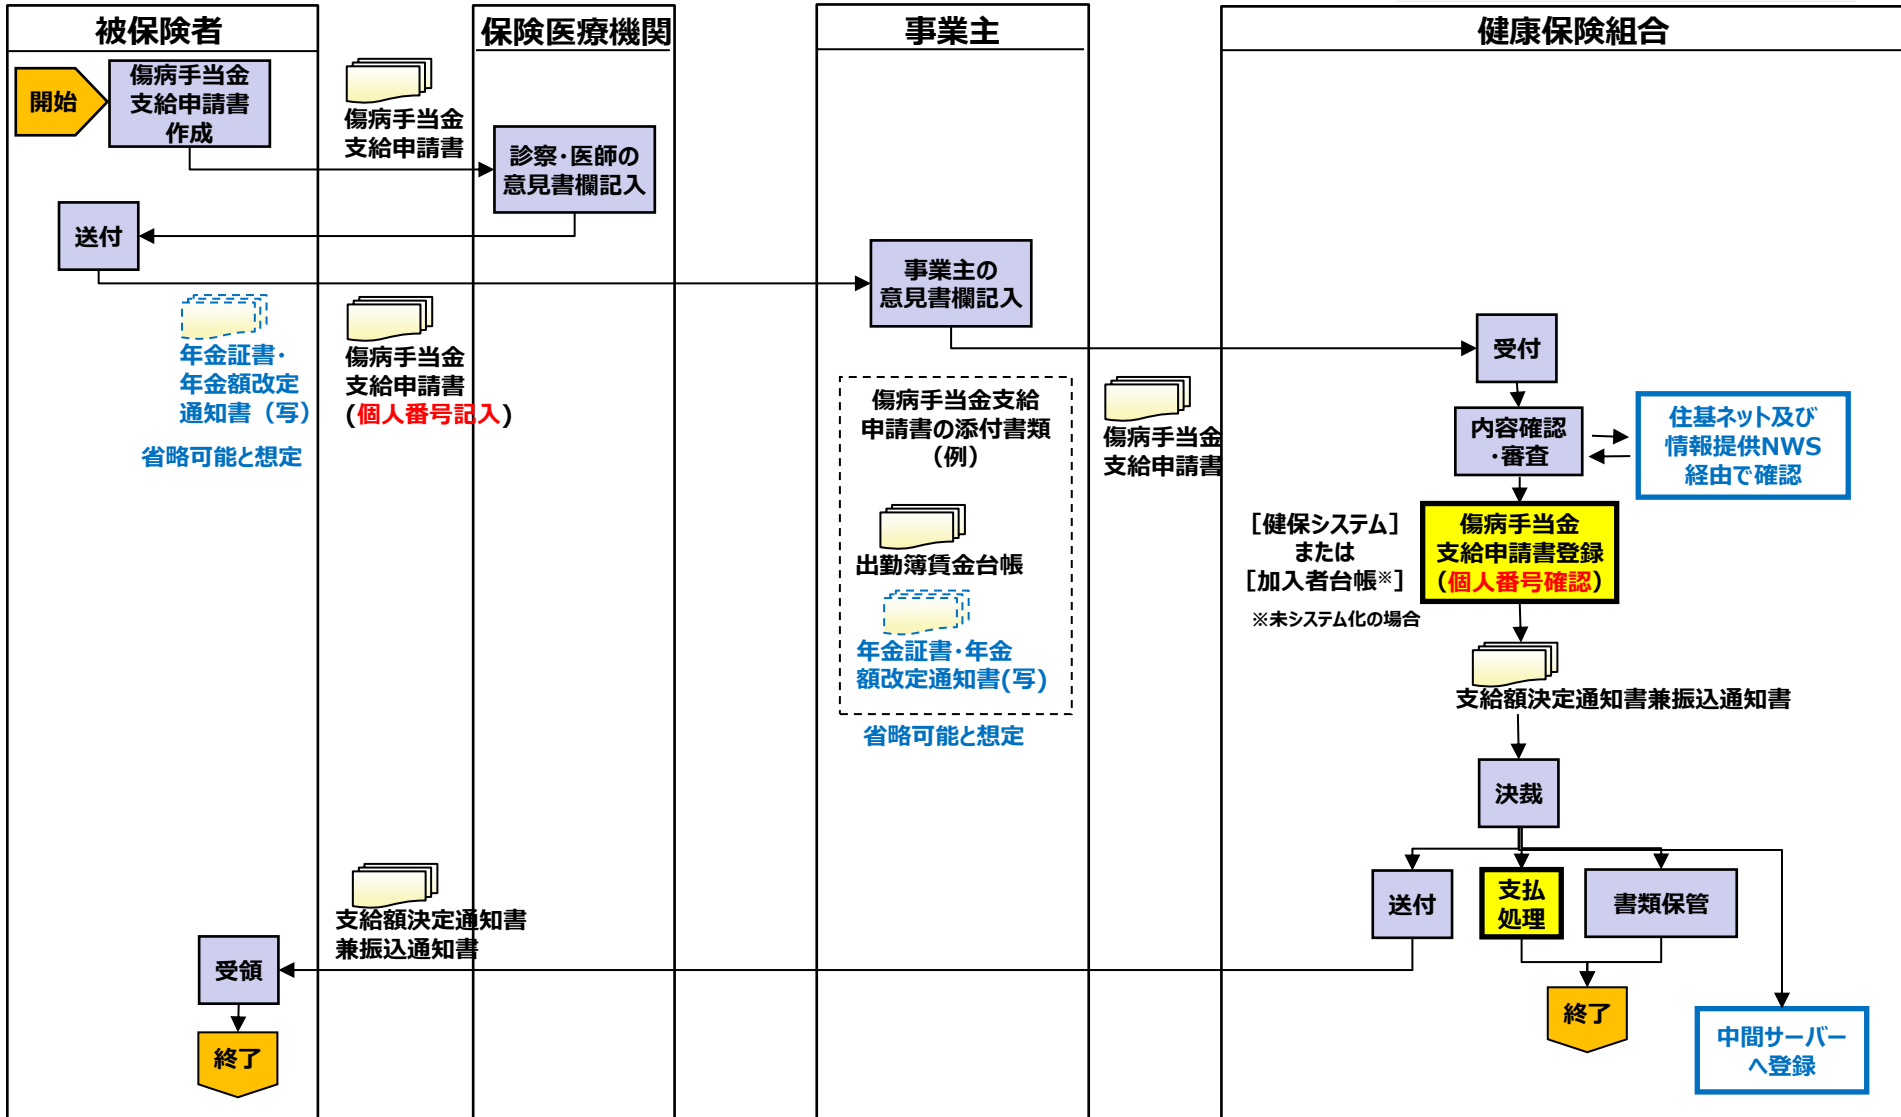 被保険者
開始
傷病手当金
支給申請書
作成
傷病手当金
支給申請書
保険医療機関
診察・医師の
意見書欄記入
送付
年金証書・
年金額改定
通知書（写）
省略可能と想定
傷病手当金
支給申請書
(個人番号記入)
事業主
事業主の
意見書欄記入
傷病手当金支給
申請書の添付書類
（例）
出勤簿賃金台帳
年金証書・年金
額改定通知書(写)
省略可能と想定
傷病手当金
支給申請書
健康保険組合
受付
内容確認
・審査
住基ネット及び
情報提供NWS
経由で確認
［健保システム］
または
［加入者台帳※］
※未システム化の場合
傷病手当金
支給申請書登録
（個人番号確認）
支給額決定通知書兼振込通知書
決裁
送付
支払
処理
書類保管
終了
中間サーバー
へ登録
支給額決定通知書
兼振込通知書
受領
終了